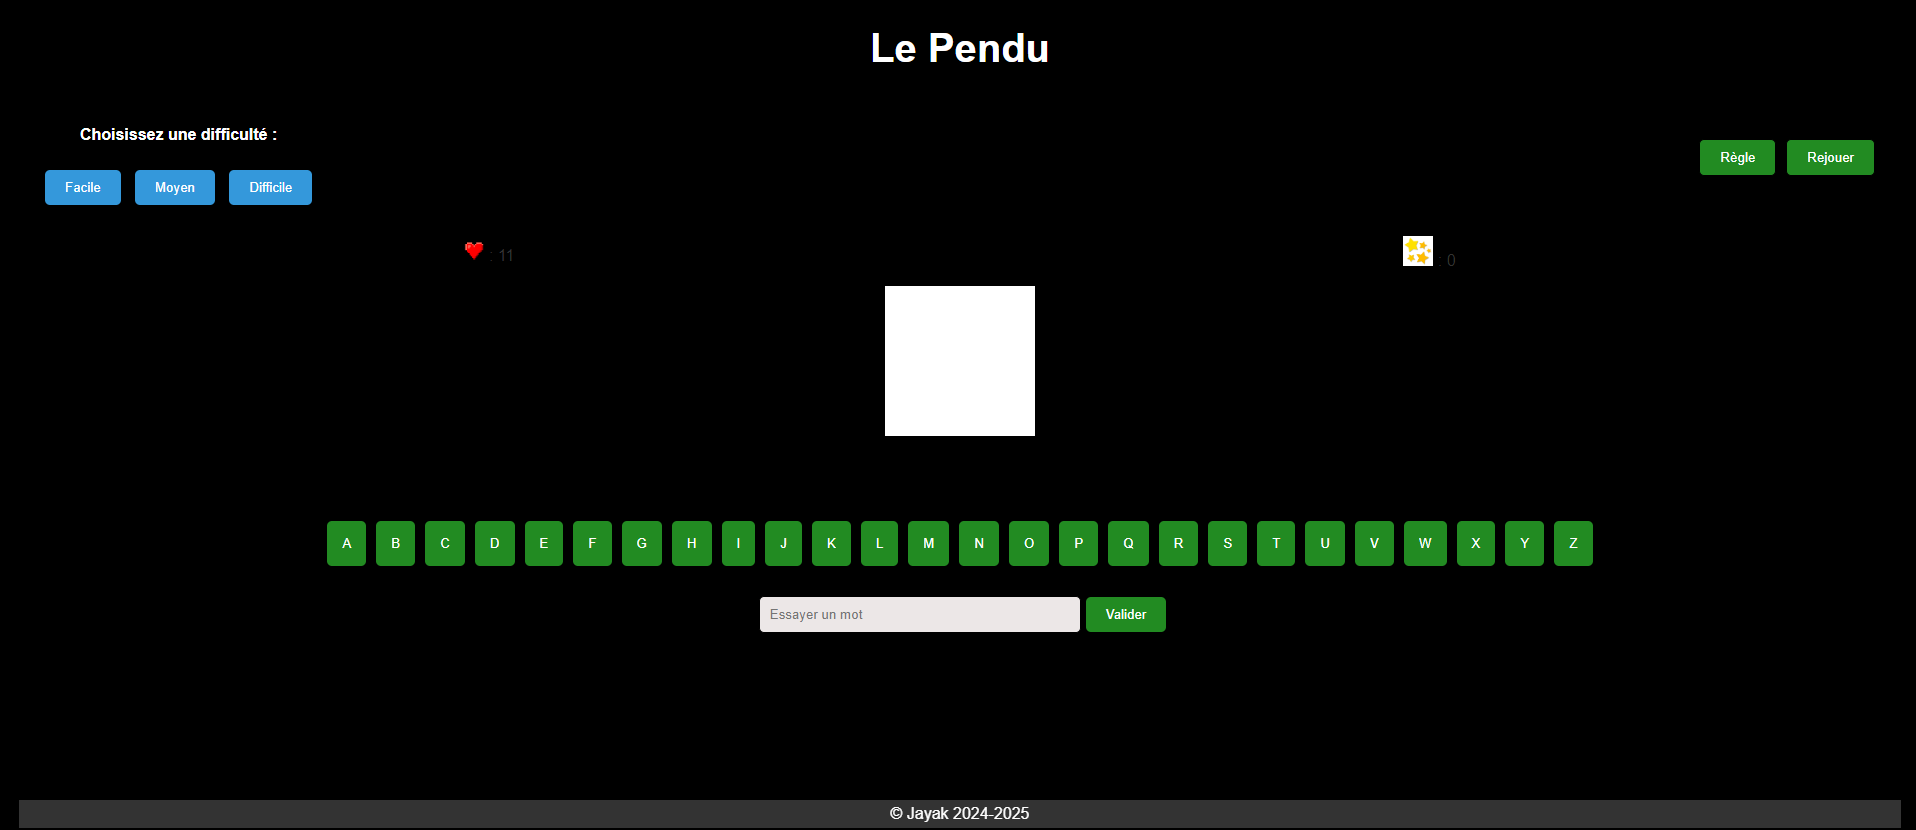 Le Pendu
Choisissez une difficulté :
Facile Moyen Difficile
Règle Rejouer
: 11
: 0
A B C D E F G H I J K L M N O P Q R S T U V W X Y Z
Essayer un mot Valider
© Jayak 2024-2025